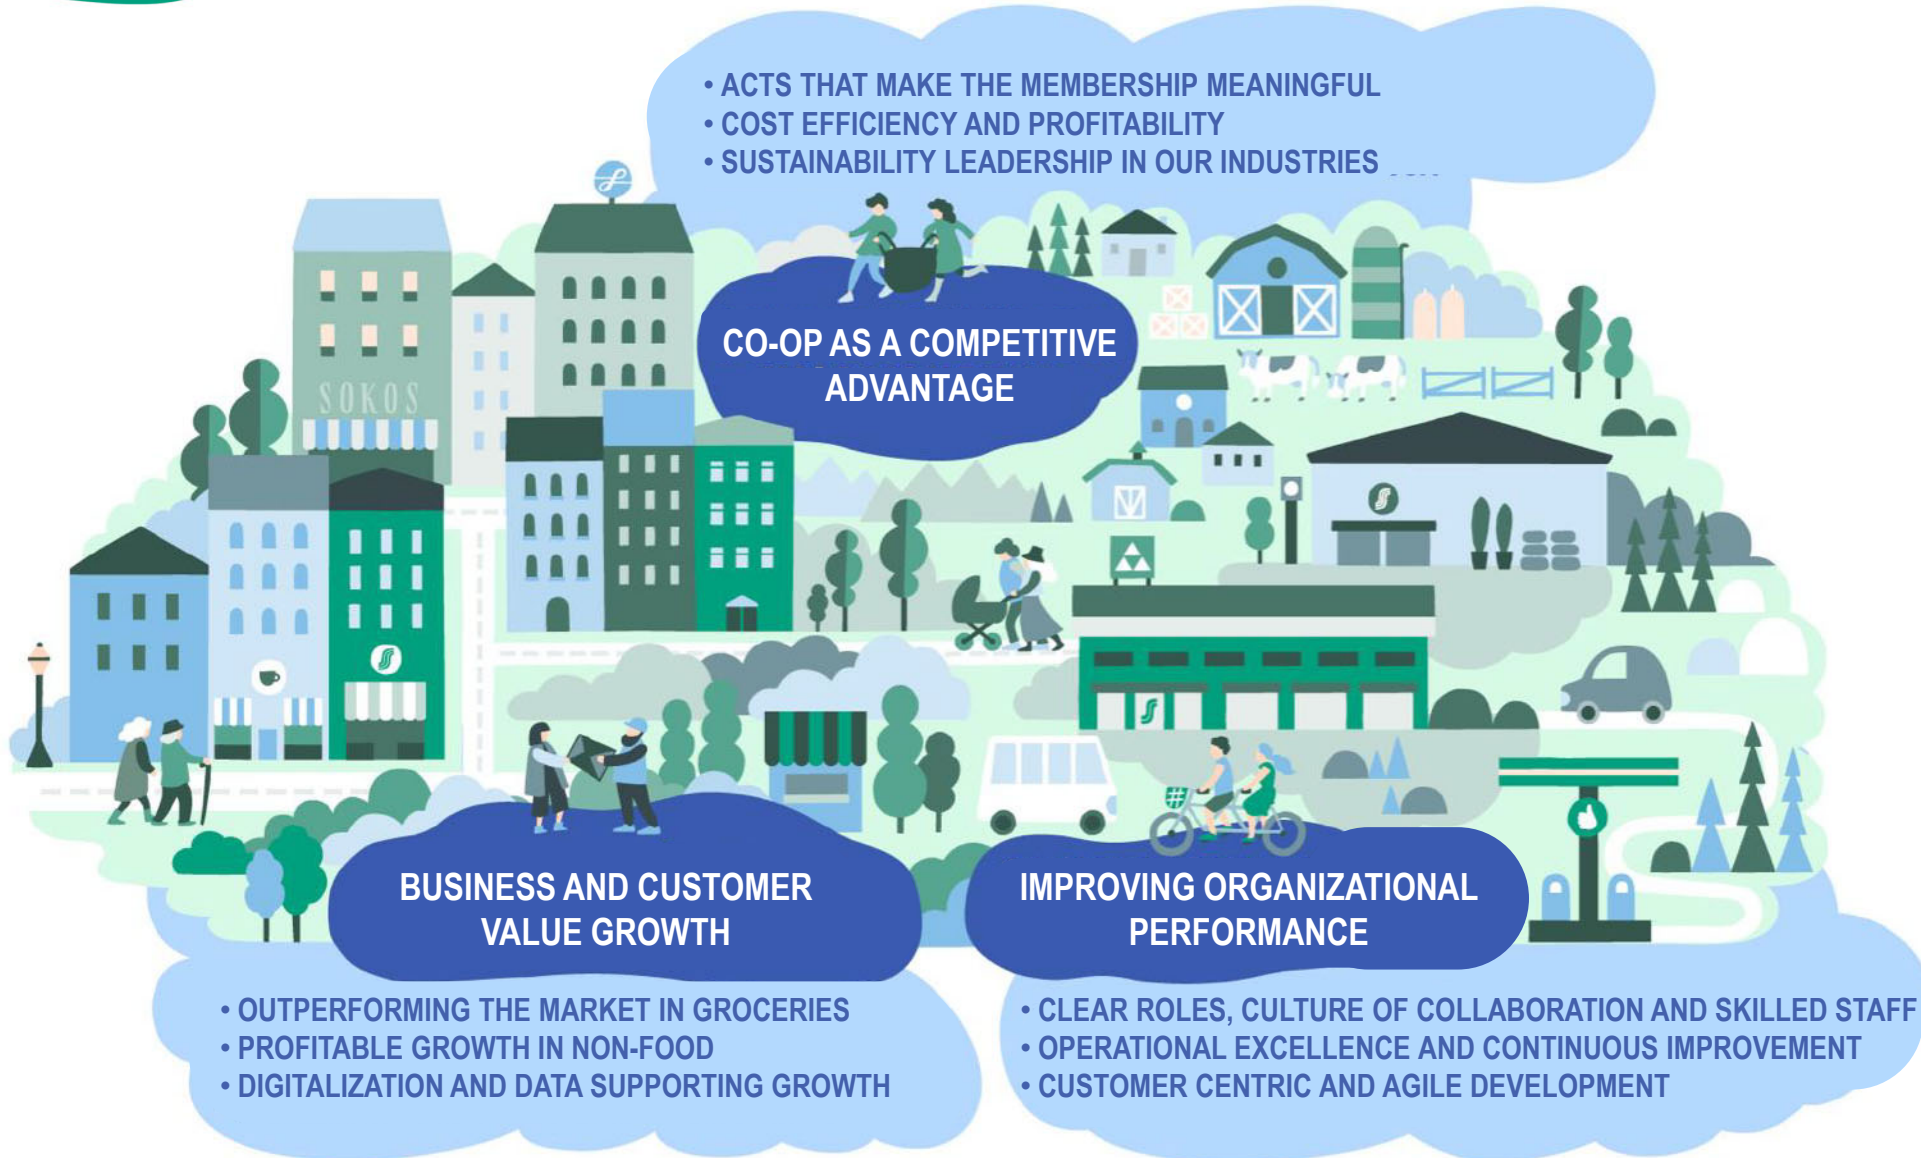 • ACTS THAT MAKE THE MEMBERSHIP MEANINGFUL
• COST EFFICIENCY AND PROFITABILITY
• SUSTAINABILITY LEADERSHIP IN OUR INDUSTRIES
CO-OP AS A COMPETITIVE
ADVANTAGE
SOKOS
BUSINESS AND CUSTOMER
VALUE GROWTH
• OUTPERFORMING THE MARKET IN GROCERIES
• PROFITABLE GROWTH IN NON-FOOD
• DIGITALIZATION AND DATA SUPPORTING GROWTH
IMPROVING ORGANIZATIONAL
PERFORMANCE
• CLEAR ROLES, CULTURE OF COLLABORATION AND SKILLED STAFF
• OPERATIONAL EXCELLENCE AND CONTINUOUS IMPROVEMENT
• CUSTOMER CENTRIC AND AGILE DEVELOPMENT